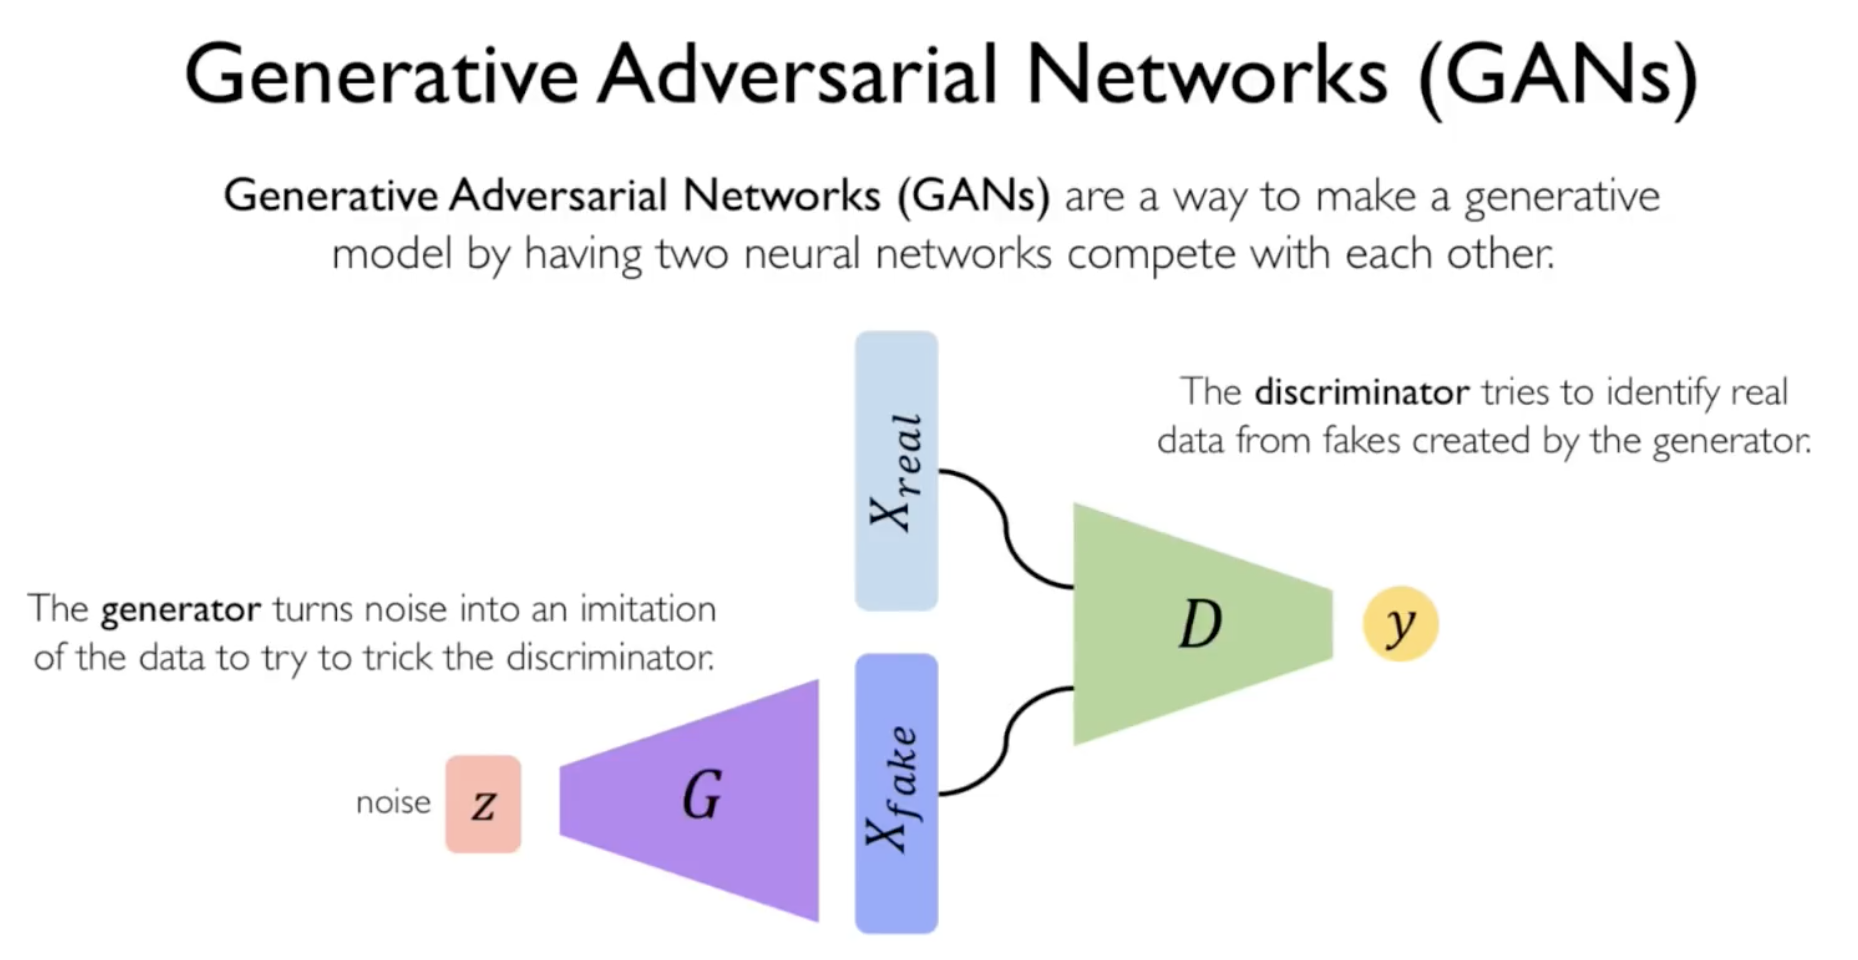 Generative Adversarial Networks (GANs)
Generative Adversarial Networks (GANs) are a way to make a generative
model by having two neural networks compete with each other.
The discriminator tries to identify real
data from fakes created by the generator.
X_real
The generator turns noise into an imitation
of the data to try to trick the discriminator.
D
y
noise
z
G
X_fake